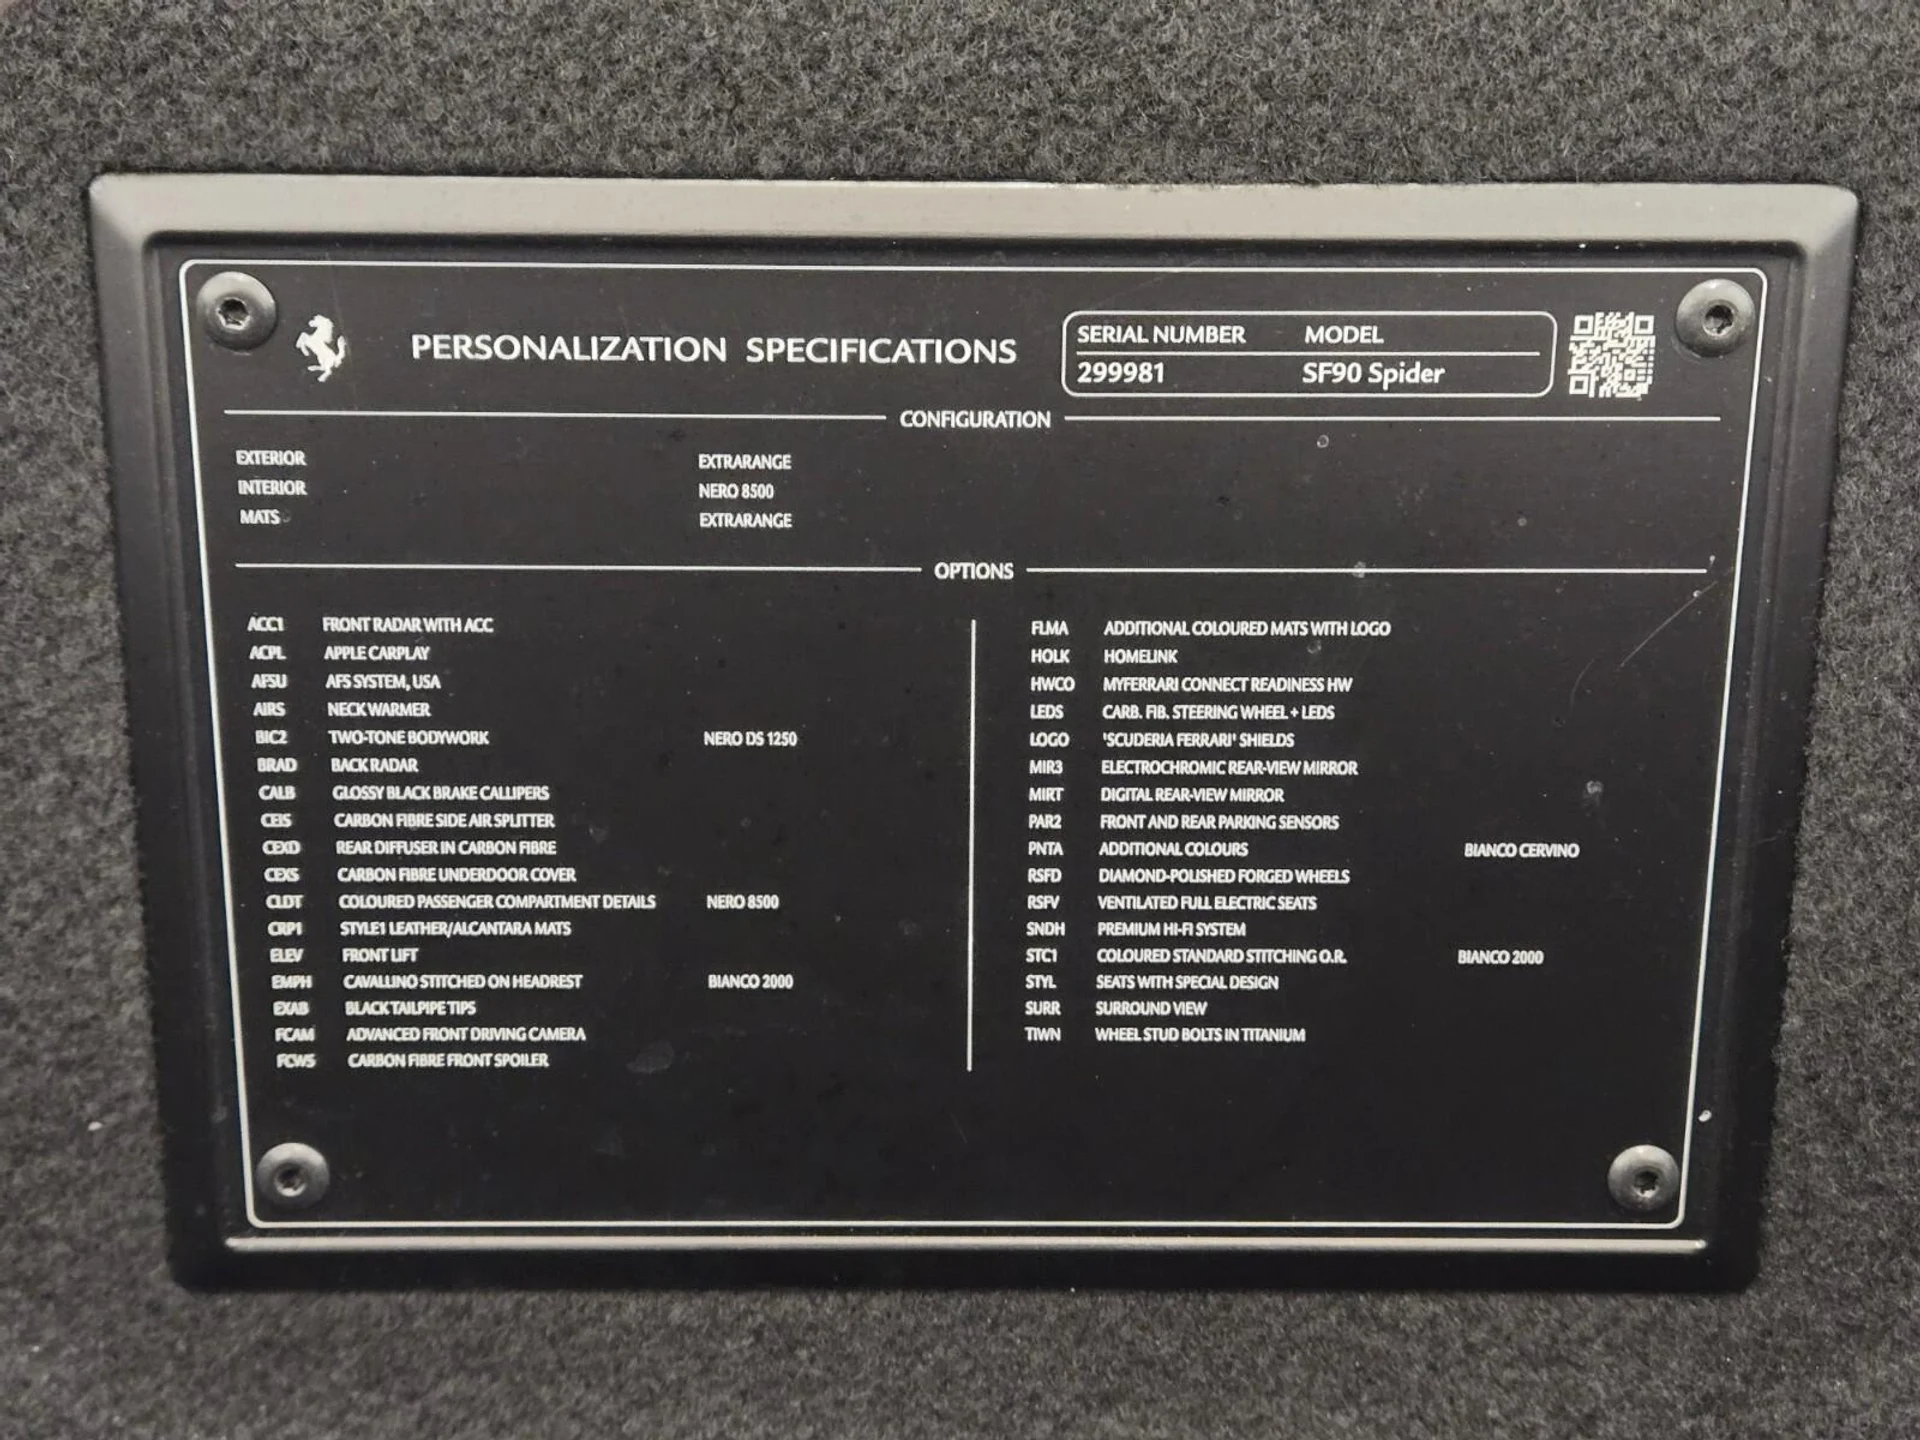 PERSONALIZATION SPECIFICATIONS
SERIAL NUMBER MODEL
299981 SF90 Spider
CONFIGURATION
EXTERIOR EXTRARANGE
INTERIOR NERO 8500
MATS EXTRARANGE
OPTIONS
ACC1 FRONT RADAR WITH ACC
ACPL APPLE CARPLAY
AFSU AFS SYSTEM, USA
AIRS NECK WARMER
BIC2 TWO-TONE BODYWORK NERO DS 1250
BRAD BACK RADAR
CALB GLOSSY BLACK BRAKE CALLIPERS
CEIS CARBON FIBRE SIDE AIR SPLITTER
CEXD REAR DIFFUSER IN CARBON FIBRE
CEXS CARBON FIBRE UNDERDOOR COVER
CLDT COLOURED PASSENGER COMPARTMENT DETAILS NERO 8500
CRP1 STYLE1 LEATHER/ALCANTARA MATS
ELEV FRONT LIFT
EMPH CAVALLINO STITCHED ON HEADREST BIANCO 2000
EXAB BLACK TAILPIPE TIPS
FCAM ADVANCED FRONT DRIVING CAMERA
FCWS CARBON FIBRE FRONT SPOILER
FLMA ADDITIONAL COLOURED MATS WITH LOGO
HOLK HOMELINK
HWCO MYFERRARI CONNECT READINESS HW
LEDS CARB. FIB. STEERING WHEEL + LEDS
LOGO 'SCUDERIA FERRARI' SHIELDS
MIR3 ELECTROCHROMIC REAR-VIEW MIRROR
MIRT DIGITAL REAR-VIEW MIRROR
PAR2 FRONT AND REAR PARKING SENSORS
PNTA ADDITIONAL COLOURS BIANCO CERVINO
RSFD DIAMOND-POLISHED FORGED WHEELS
RSFV VENTILATED FULL ELECTRIC SEATS
SNDH PREMIUM HI-FI SYSTEM
STC1 COLOURED STANDARD STITCHING O.R. BIANCO 2000
STYL SEATS WITH SPECIAL DESIGN
SURR SURROUND VIEW
TIWN WHEEL STUD BOLTS IN TITANIUM